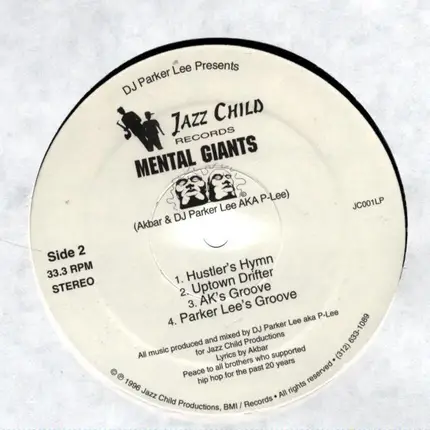 DJ Parker Lee Presents
JAZZ CHILD
RECORDS
MENTAL GIANTS
(Akbar & DJ Parker Lee AKA P-Lee)
JC001LP
Side 2
33.3 RPM
STEREO
1. Hustler's Hymn
2. Uptown Drifter
3. AK's Groove
4. Parker Lee's Groove
All music produced and mixed by DJ Parker Lee aka P-Lee
for Jazz Child Productions
Lyrics by Akbar
Peace to all brothers who supported
hip hop for the past 20 years
℗ 1996 Jazz Child Productions, BMI / Records • All rights reserved • (312) 633-1089